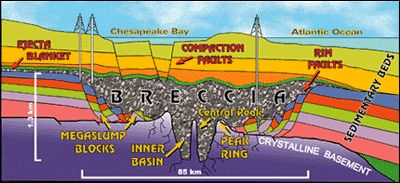 Chesapeake Bay
Atlantic Ocean
EJECTA
BLANKET
COMPACTION
FAULTS
RIM
FAULTS
SEDIMENTARY BEDS
BRECCIA
1.3 km
Central Peak
MEGASLUMP
BLOCKS
INNER
BASIN
PEAK
RING
CRYSTALLINE BASEMENT
85 km